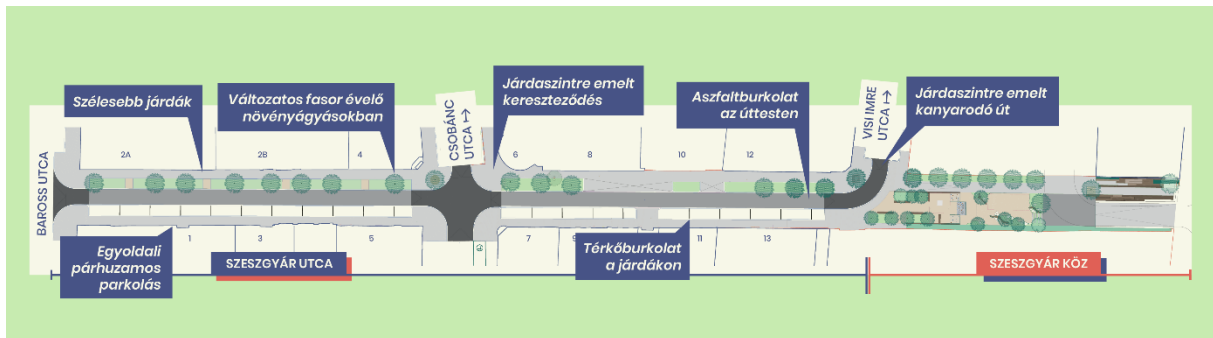 Szélesebb járdák
Változatos fasor évelő
növényágyásokban
Járdaszintre emelt
kereszteződés
Aszfaltburkolat
az úttesten
Járdaszintre emelt
kanyarodó út
BAROSS UTCA
CSOBÁNC
UTCA ↦
VISI IMRE
UTCA ↦
2A
2B
4
6
8
10
12
1
3
5
7
9
11
13
Egyoldali
párhuzamos
parkolás
Térkőburkolat
a járdákon
SZESZGYÁR UTCA
SZESZGYÁR KÖZ